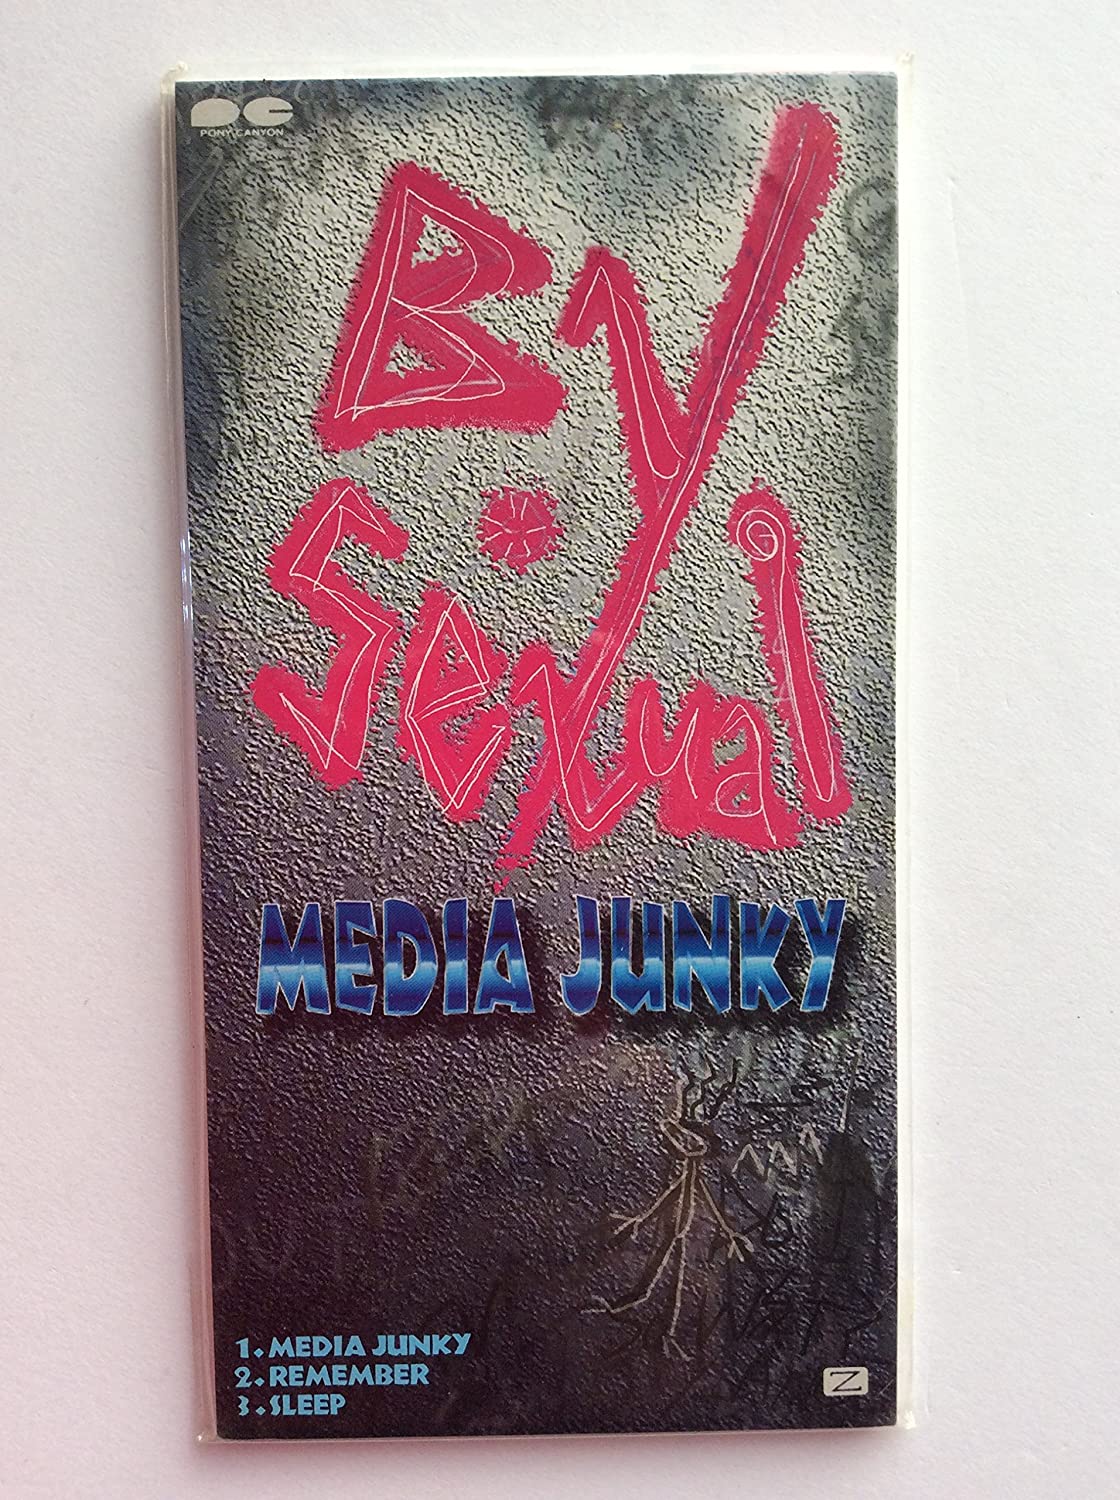 PONY CANYON
By
Sexual
MEDIA JUNKY
1. MEDIA JUNKY
2. REMEMBER
3. SLEEP
Z